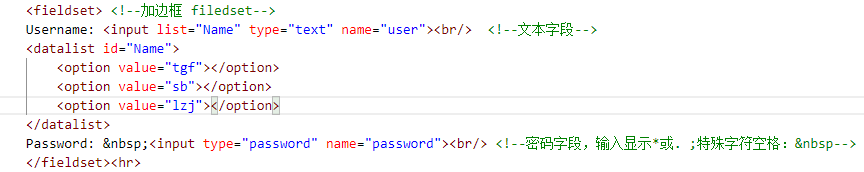 <fieldset> <!--加边框 filedset-->
Username: <input list="Name" type="text" name="user"><br/>  <!--文本字段-->
<datalist id="Name">
    <option value="tgf"></option>
    <option value="sb"></option>
    <option value="lzj"></option>
</datalist>
Password: &nbsp;<input type="password" name="password"><br/> <!--密码字段，输入显示*或. ;特殊字符空格：&nbsp-->
</fieldset><hr>